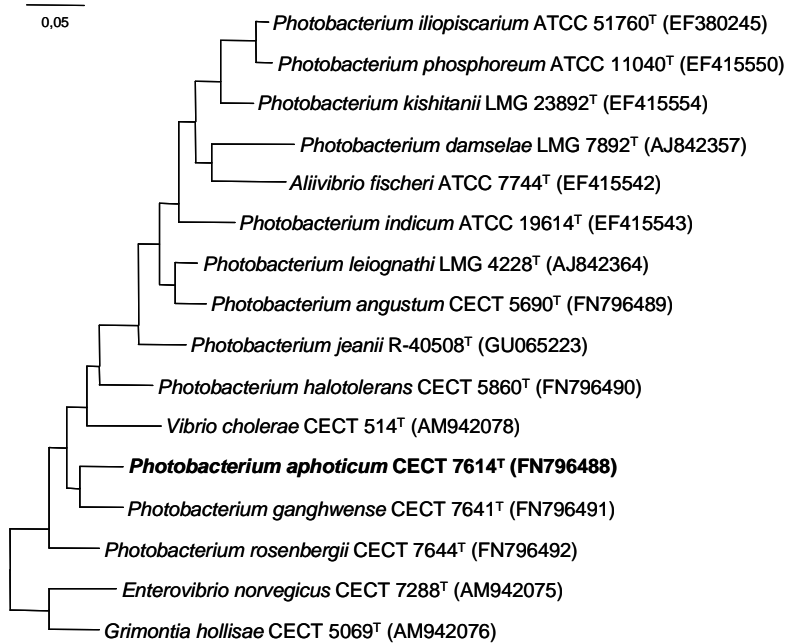 0,05
Photobacterium iliopiscarium ATCC 51760ᵀ (EF380245)
Photobacterium phosphoreum ATCC 11040ᵀ (EF415550)
Photobacterium kishitanii LMG 23892ᵀ (EF415554)
Photobacterium damselae LMG 7892ᵀ (AJ842357)
Aliivibrio fischeri ATCC 7744ᵀ (EF415542)
Photobacterium indicum ATCC 19614ᵀ (EF415543)
Photobacterium leiognathi LMG 4228ᵀ (AJ842364)
Photobacterium angustum CECT 5690ᵀ (FN796489)
Photobacterium jeanii R-40508ᵀ (GU065223)
Photobacterium halotolerans CECT 5860ᵀ (FN796490)
Vibrio cholerae CECT 514ᵀ (AM942078)
Photobacterium aphoticum CECT 7614ᵀ (FN796488)
Photobacterium ganghwense CECT 7641ᵀ (FN796491)
Photobacterium rosenbergii CECT 7644ᵀ (FN796492)
Enterovibrio norvegicus CECT 7288ᵀ (AM942075)
Grimontia hollisae CECT 5069ᵀ (AM942076)